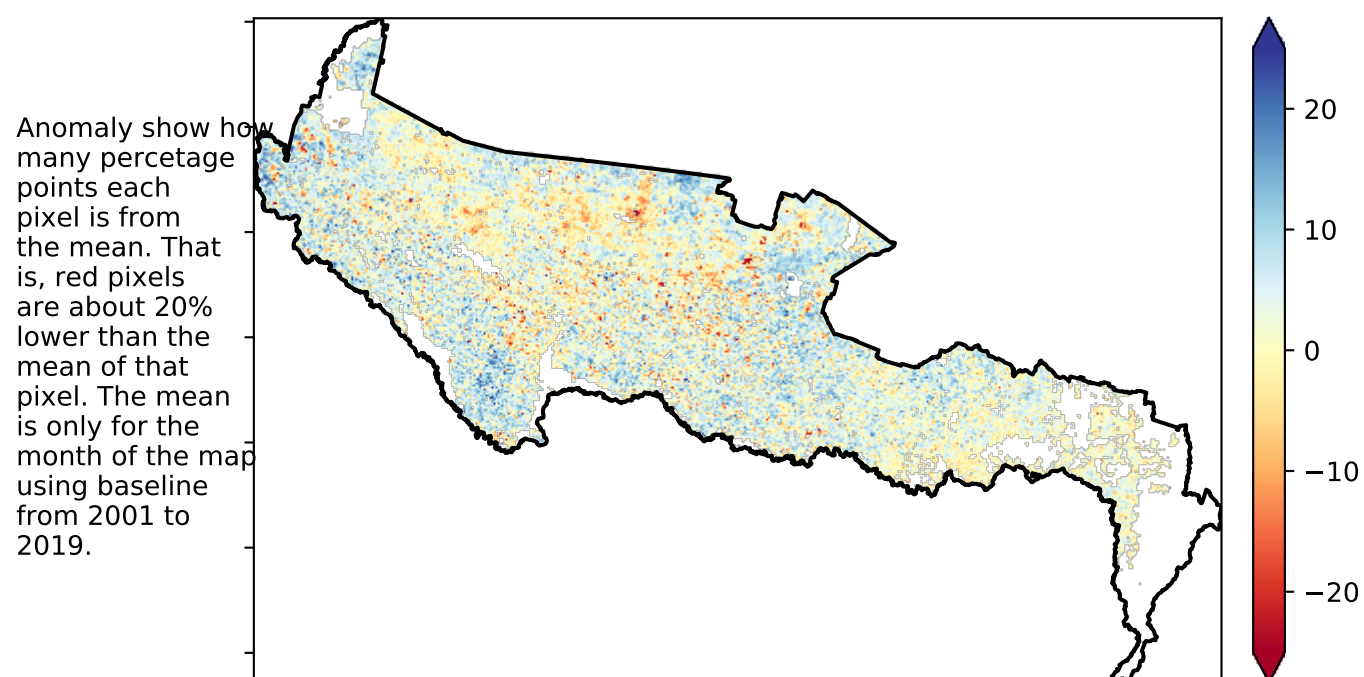 Anomaly show how
many percetage
points each
pixel is from
the mean. That
is, red pixels
are about 20%
lower than the
mean of that
pixel. The mean
is only for the
month of the map
using baseline
from 2001 to
2019.
20
10
0
−10
−20